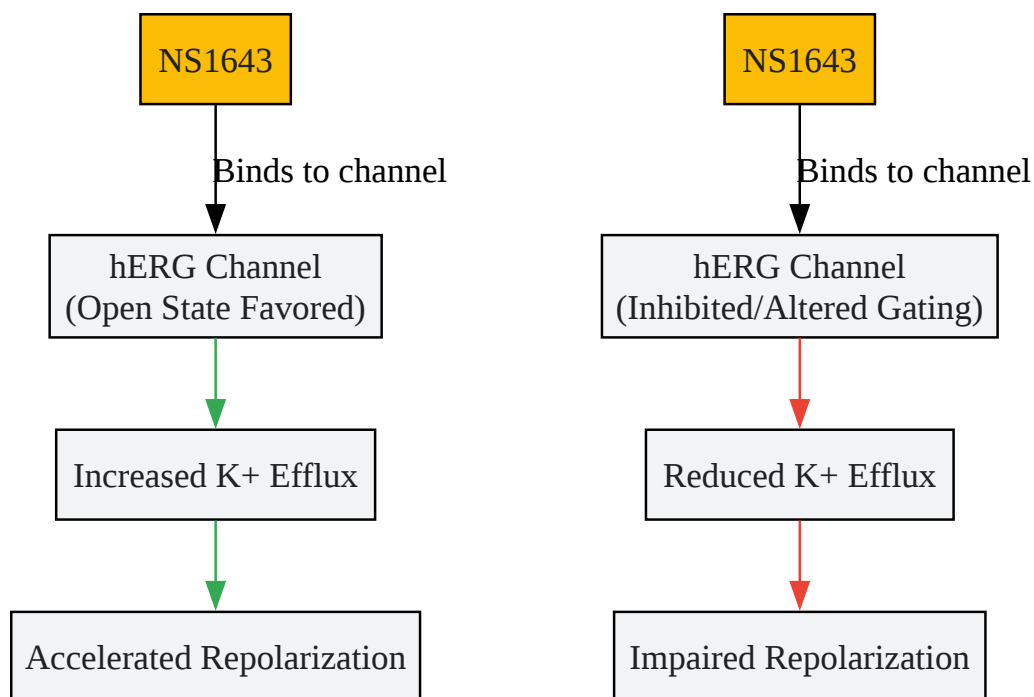 NS1643
Binds to channel
hERG Channel
(Open State Favored)
Increased K+ Efflux
Accelerated Repolarization
NS1643
Binds to channel
hERG Channel
(Inhibited/Altered Gating)
Reduced K+ Efflux
Impaired Repolarization